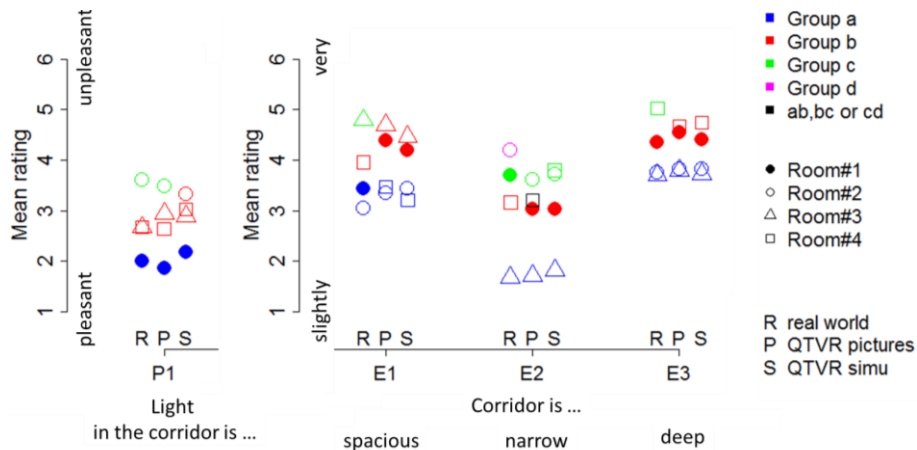 unpleasant
pleasant
Mean rating
6
5
4
3
2
1
R P S
P1
Light
in the corridor is ...
very
slightly
Mean rating
6
5
4
3
2
1
R P S
R P S
R P S
E1
E2
E3
Corridor is ...
spacious
narrow
deep
Group a
Group b
Group c
Group d
ab,bc or cd
Room#1
Room#2
Room#3
Room#4
R real world
P QTVR pictures
S QTVR simu